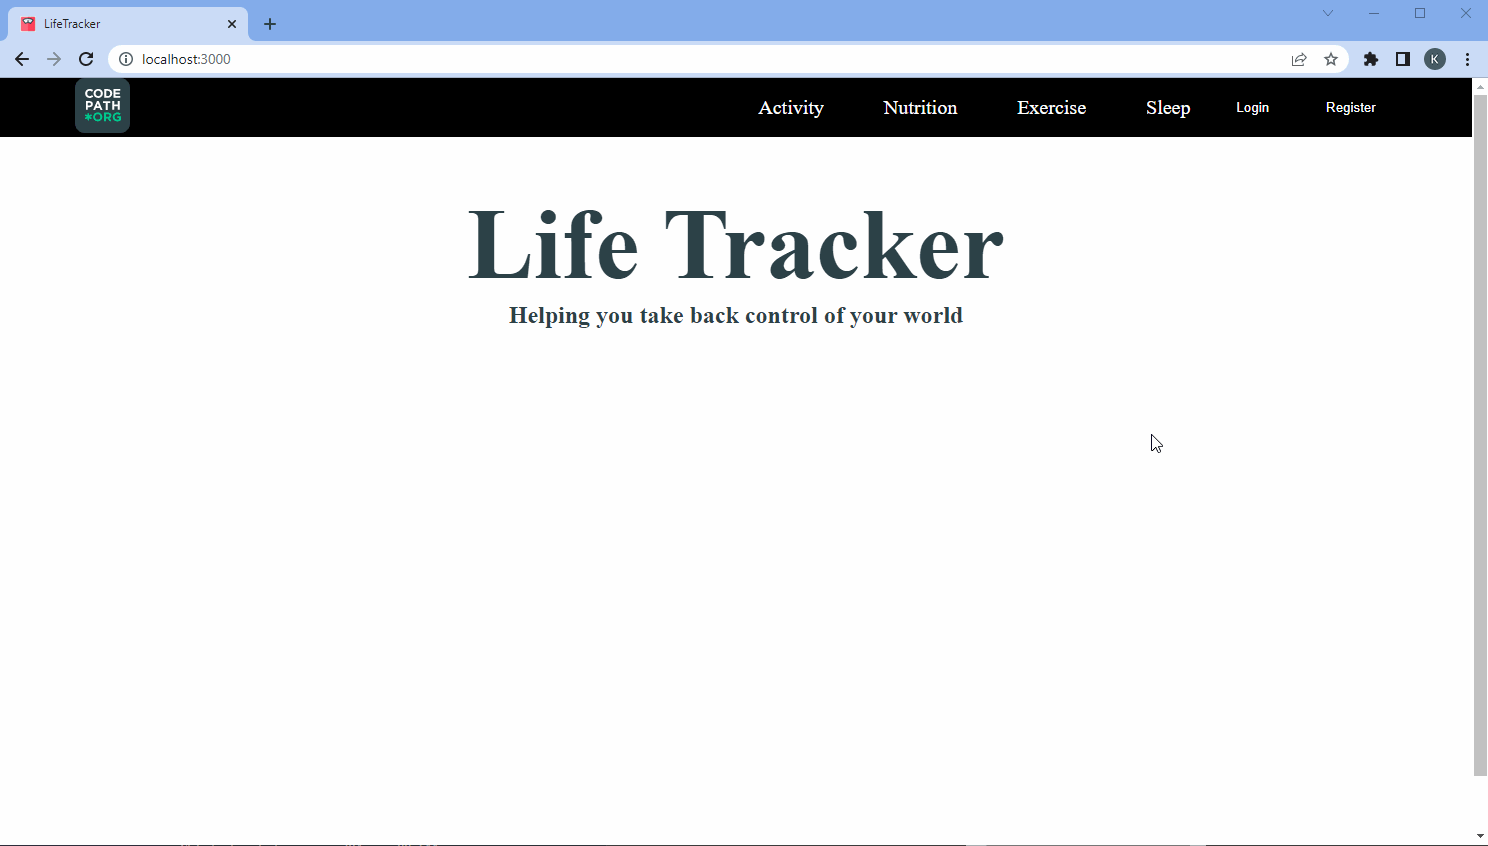 LifeTracker
localhost:3000
K
CODE
PATH
*ORG
Activity Nutrition Exercise Sleep Login Register
Life Tracker
Helping you take back control of your world